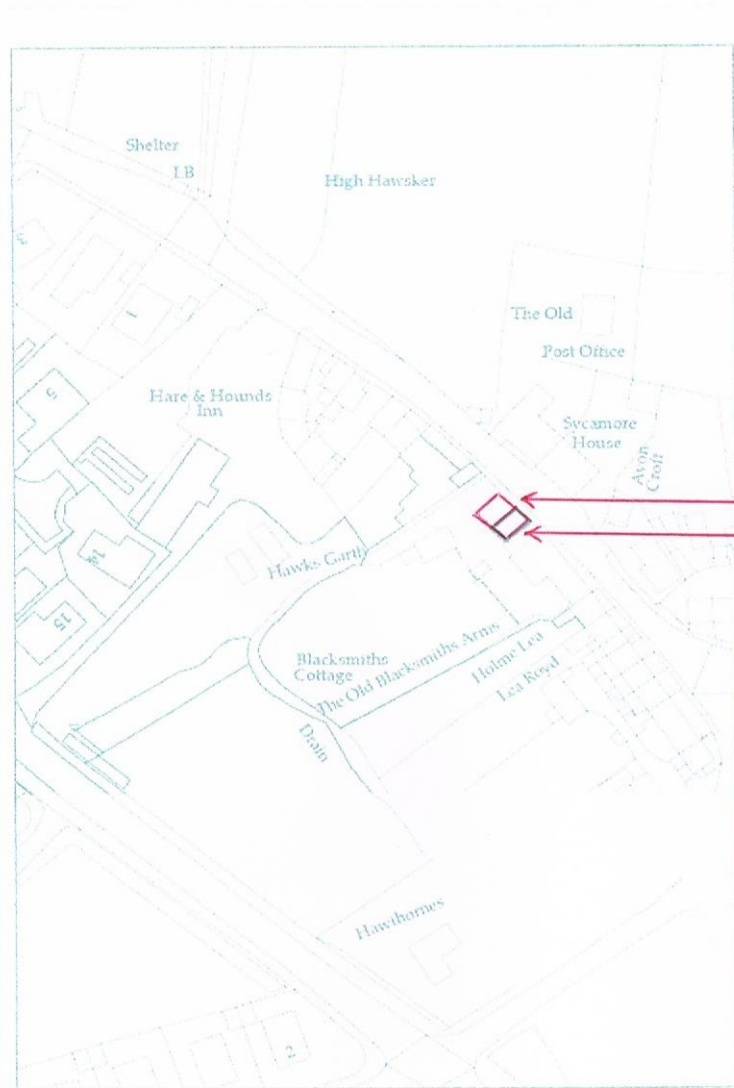 Shelter
LB
High Hawsker
3
1
The Old
Post Office
5
Hare & Hounds
Inn
Sycamore
House
Avon
Croft
14
Hawks Garth
15
Blacksmiths
Cottage
The Old Blacksmiths Arms
Holme Lea
Lea Royd
Drain
Hawthornes
2